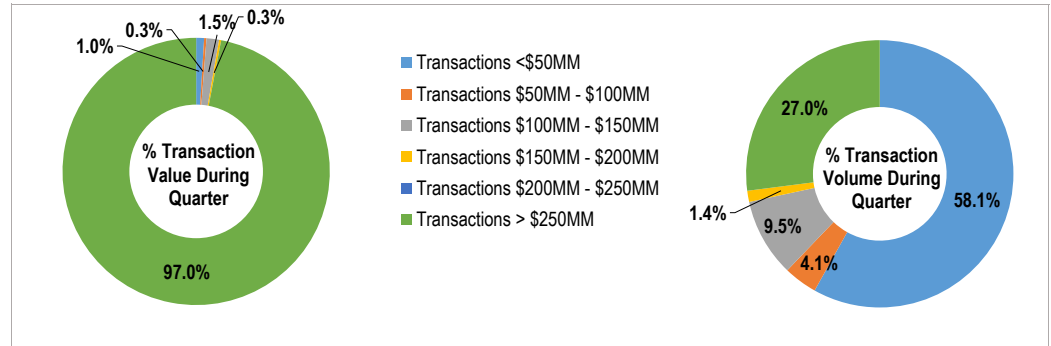 1.0%
0.3%
1.5%
0.3%
% Transaction
Value During
Quarter
97.0%
Transactions <$50MM
Transactions $50MM - $100MM
Transactions $100MM - $150MM
Transactions $150MM - $200MM
Transactions $200MM - $250MM
Transactions > $250MM
27.0%
% Transaction
Volume During
Quarter
58.1%
1.4%
9.5%
4.1%